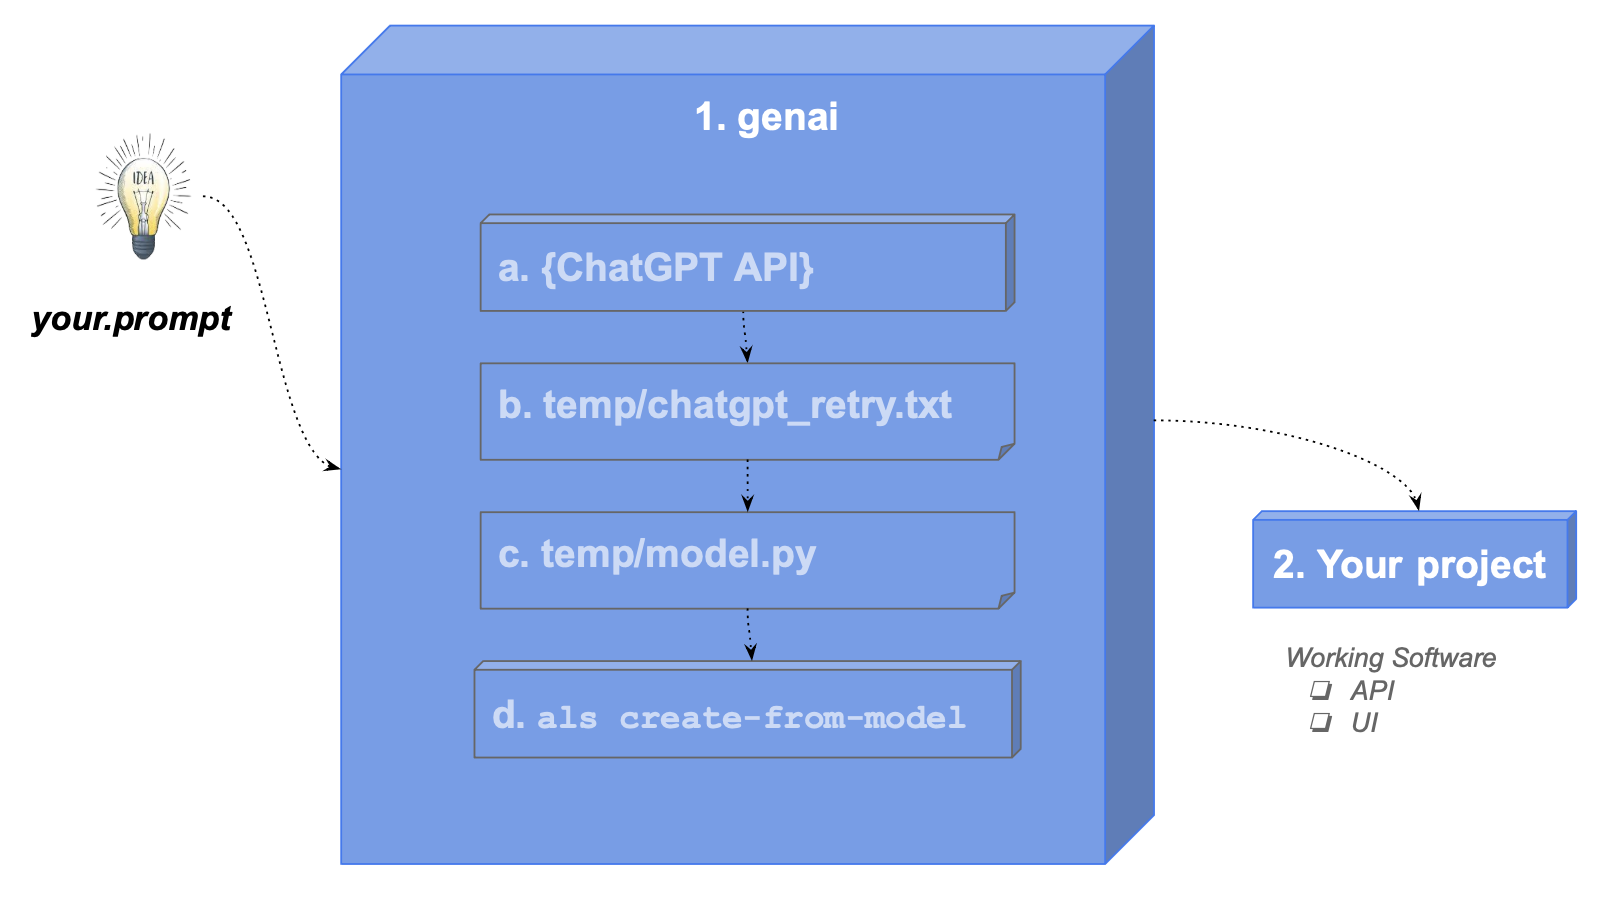 1. genai
IDEA
your.prompt
a. {ChatGPT API}
b. temp/chatgpt_retry.txt
c. temp/model.py
d. als create-from-model
2. Your project
Working Software
❏ API
❏ UI